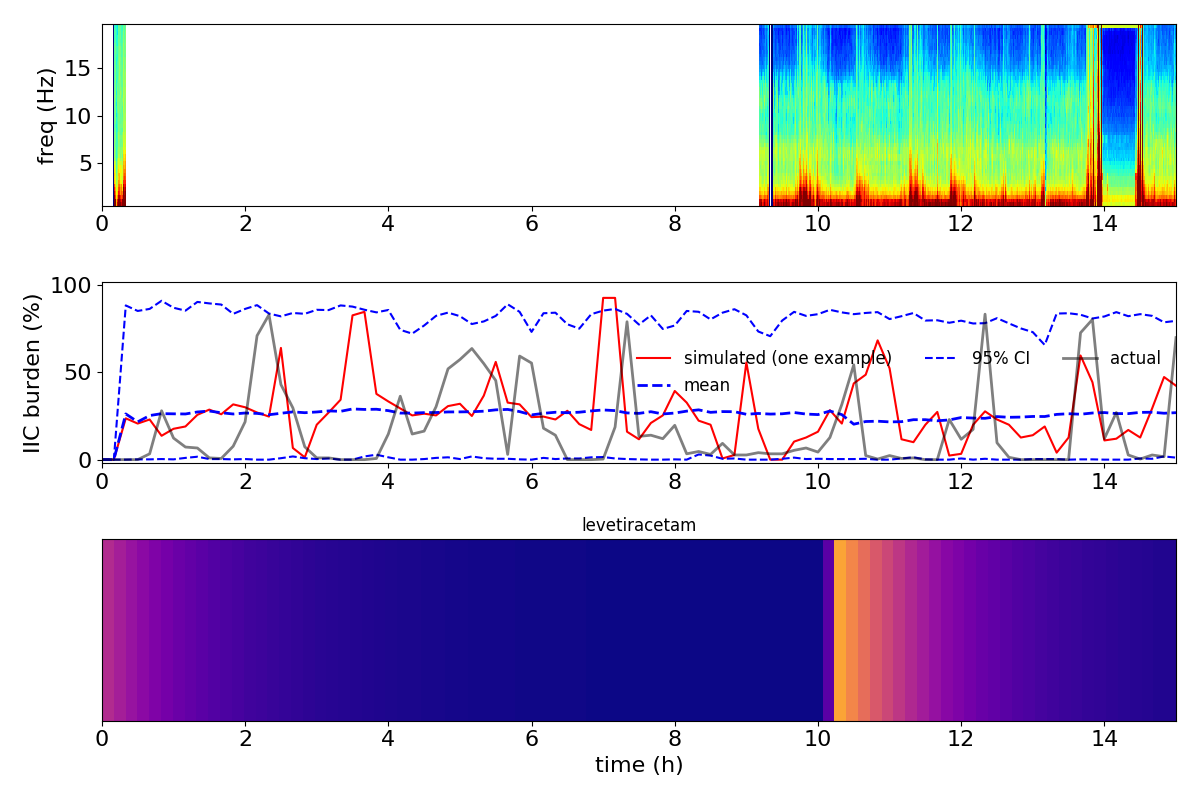 freq (Hz)
15
10
5
0 2 4 6 8 10 12 14
IIC burden (%)
100
50
0
simulated (one example) 95% CI actual
mean
0 2 4 6 8 10 12 14
levetiracetam
0 2 4 6 8 10 12 14
time (h)